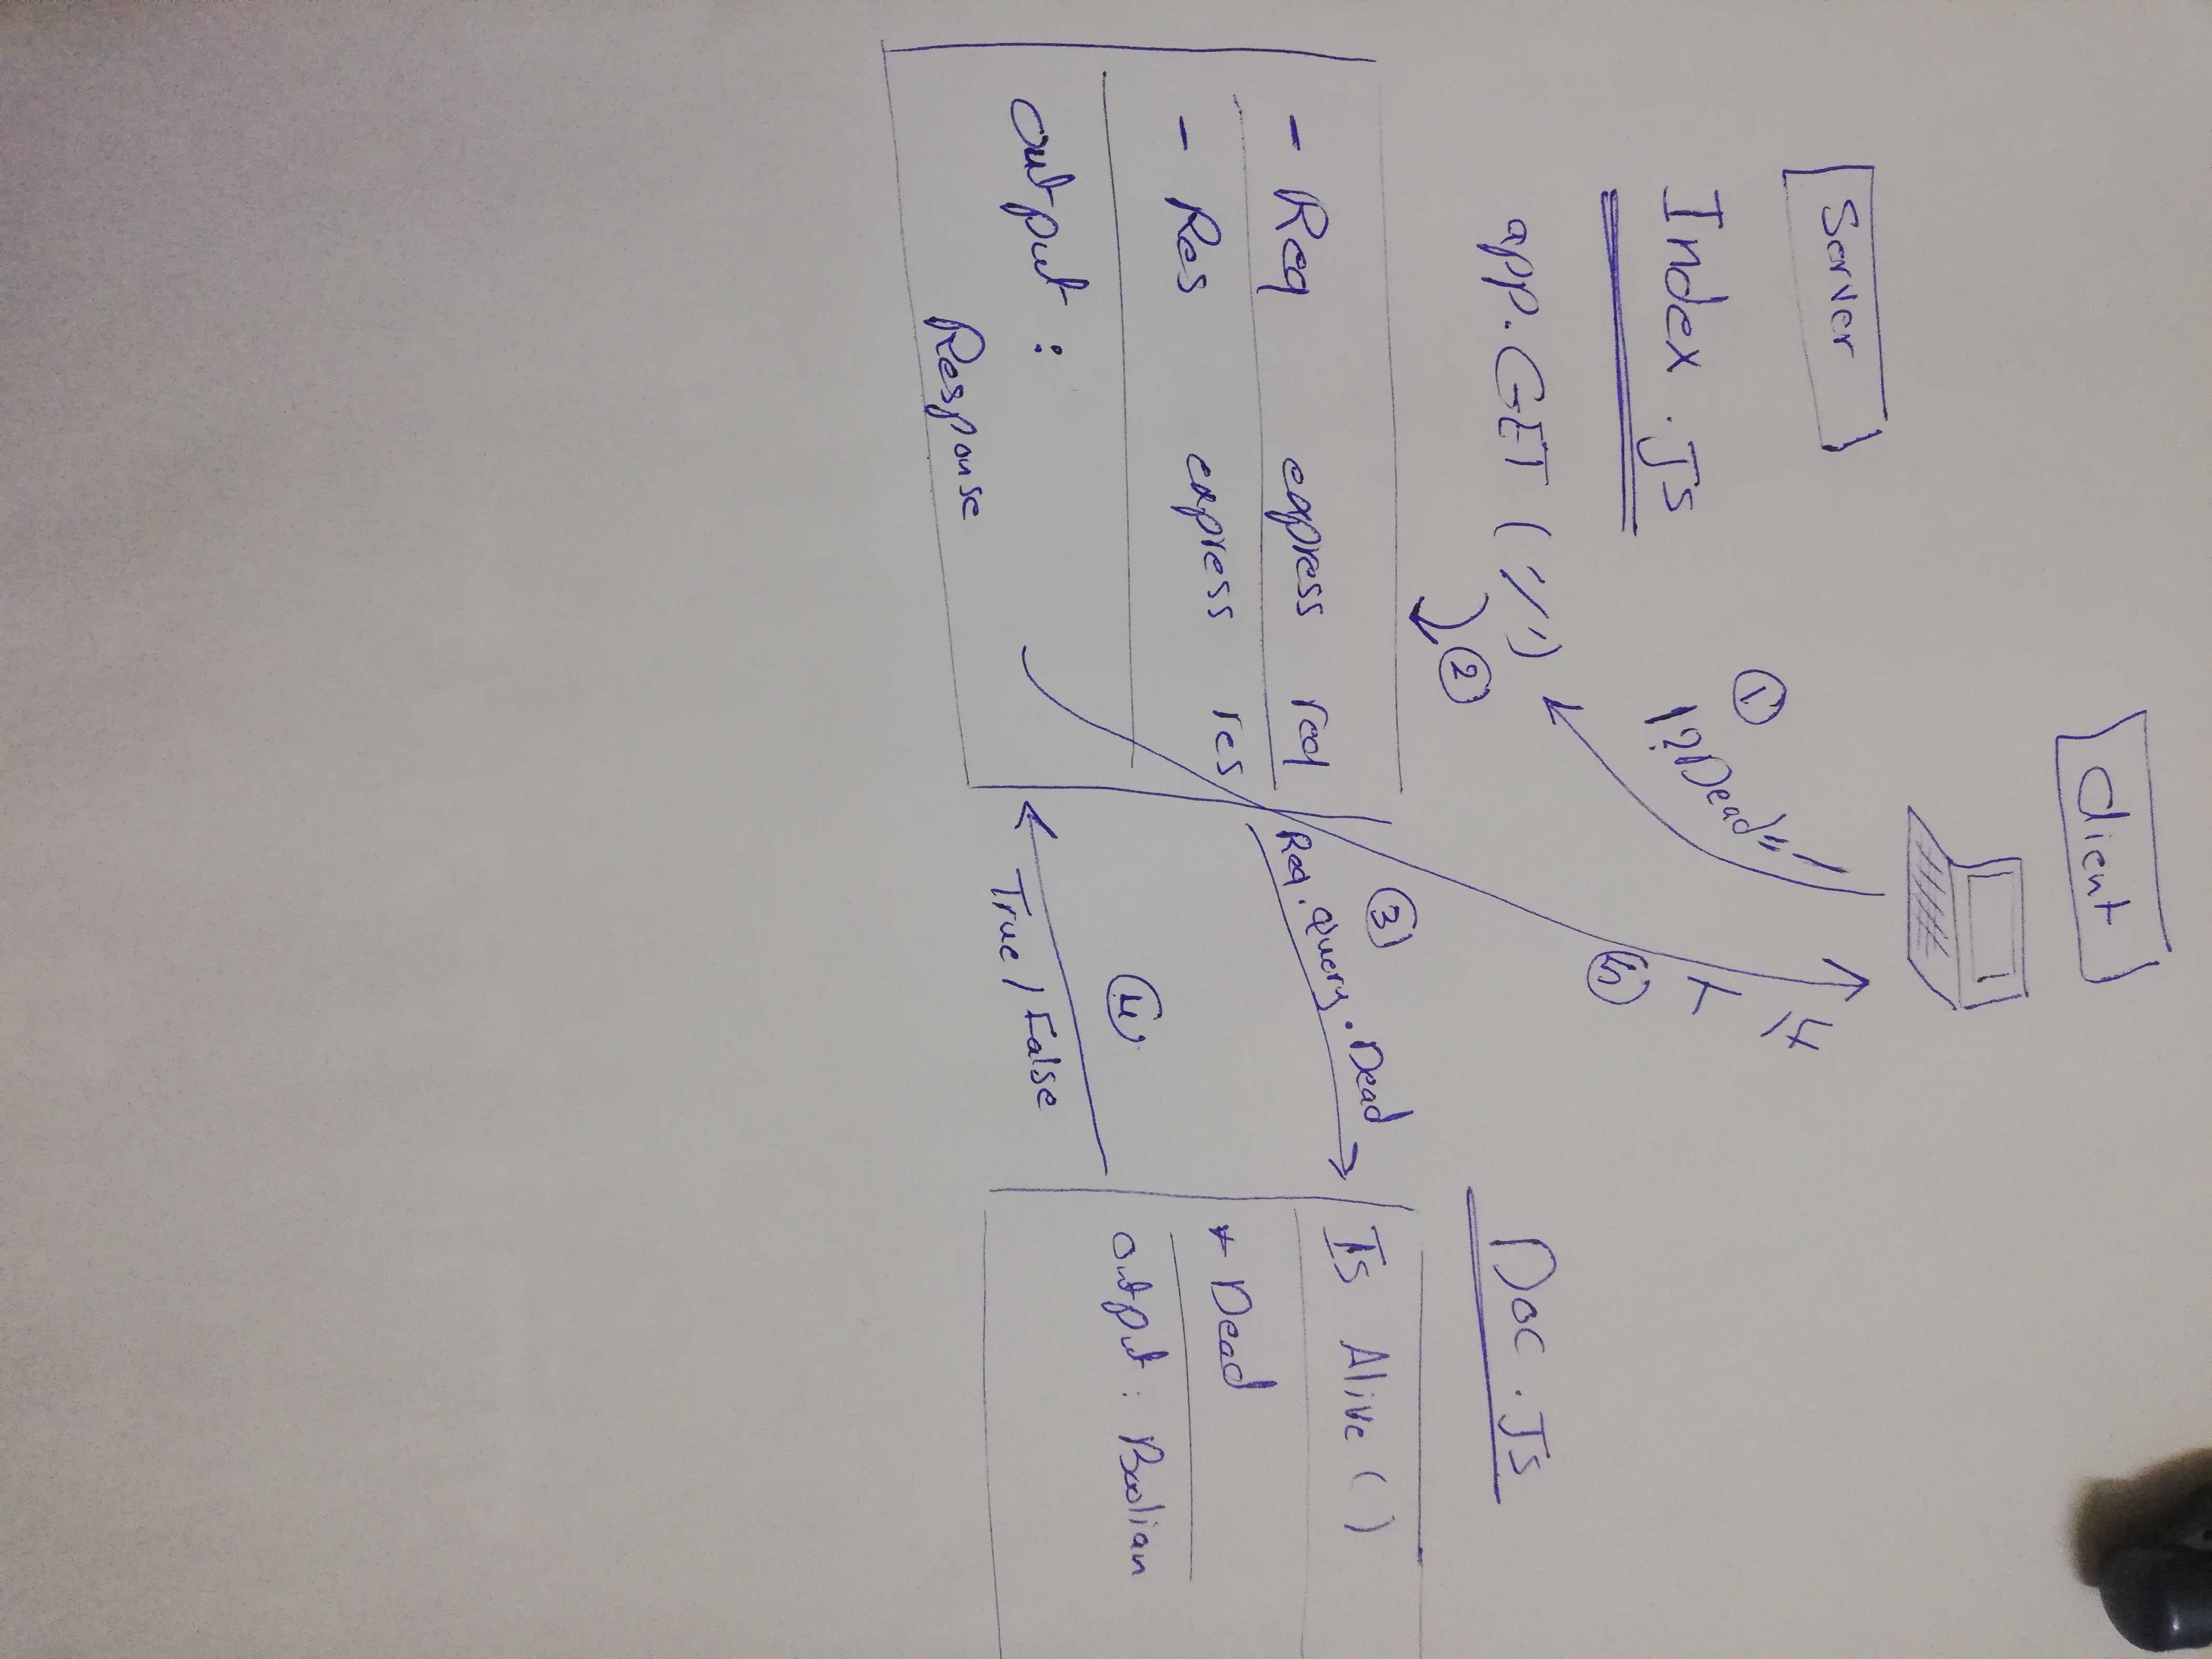 Client
Server
Index.Js
①
1?Dead"="
app.GET ('/')
②
- Req express req
- Res express res
Output :
Response
③
Req.query.Dead
④
True / False
⑤
Doc.Js
Is Alive ( )
* Dead
output : Boolian